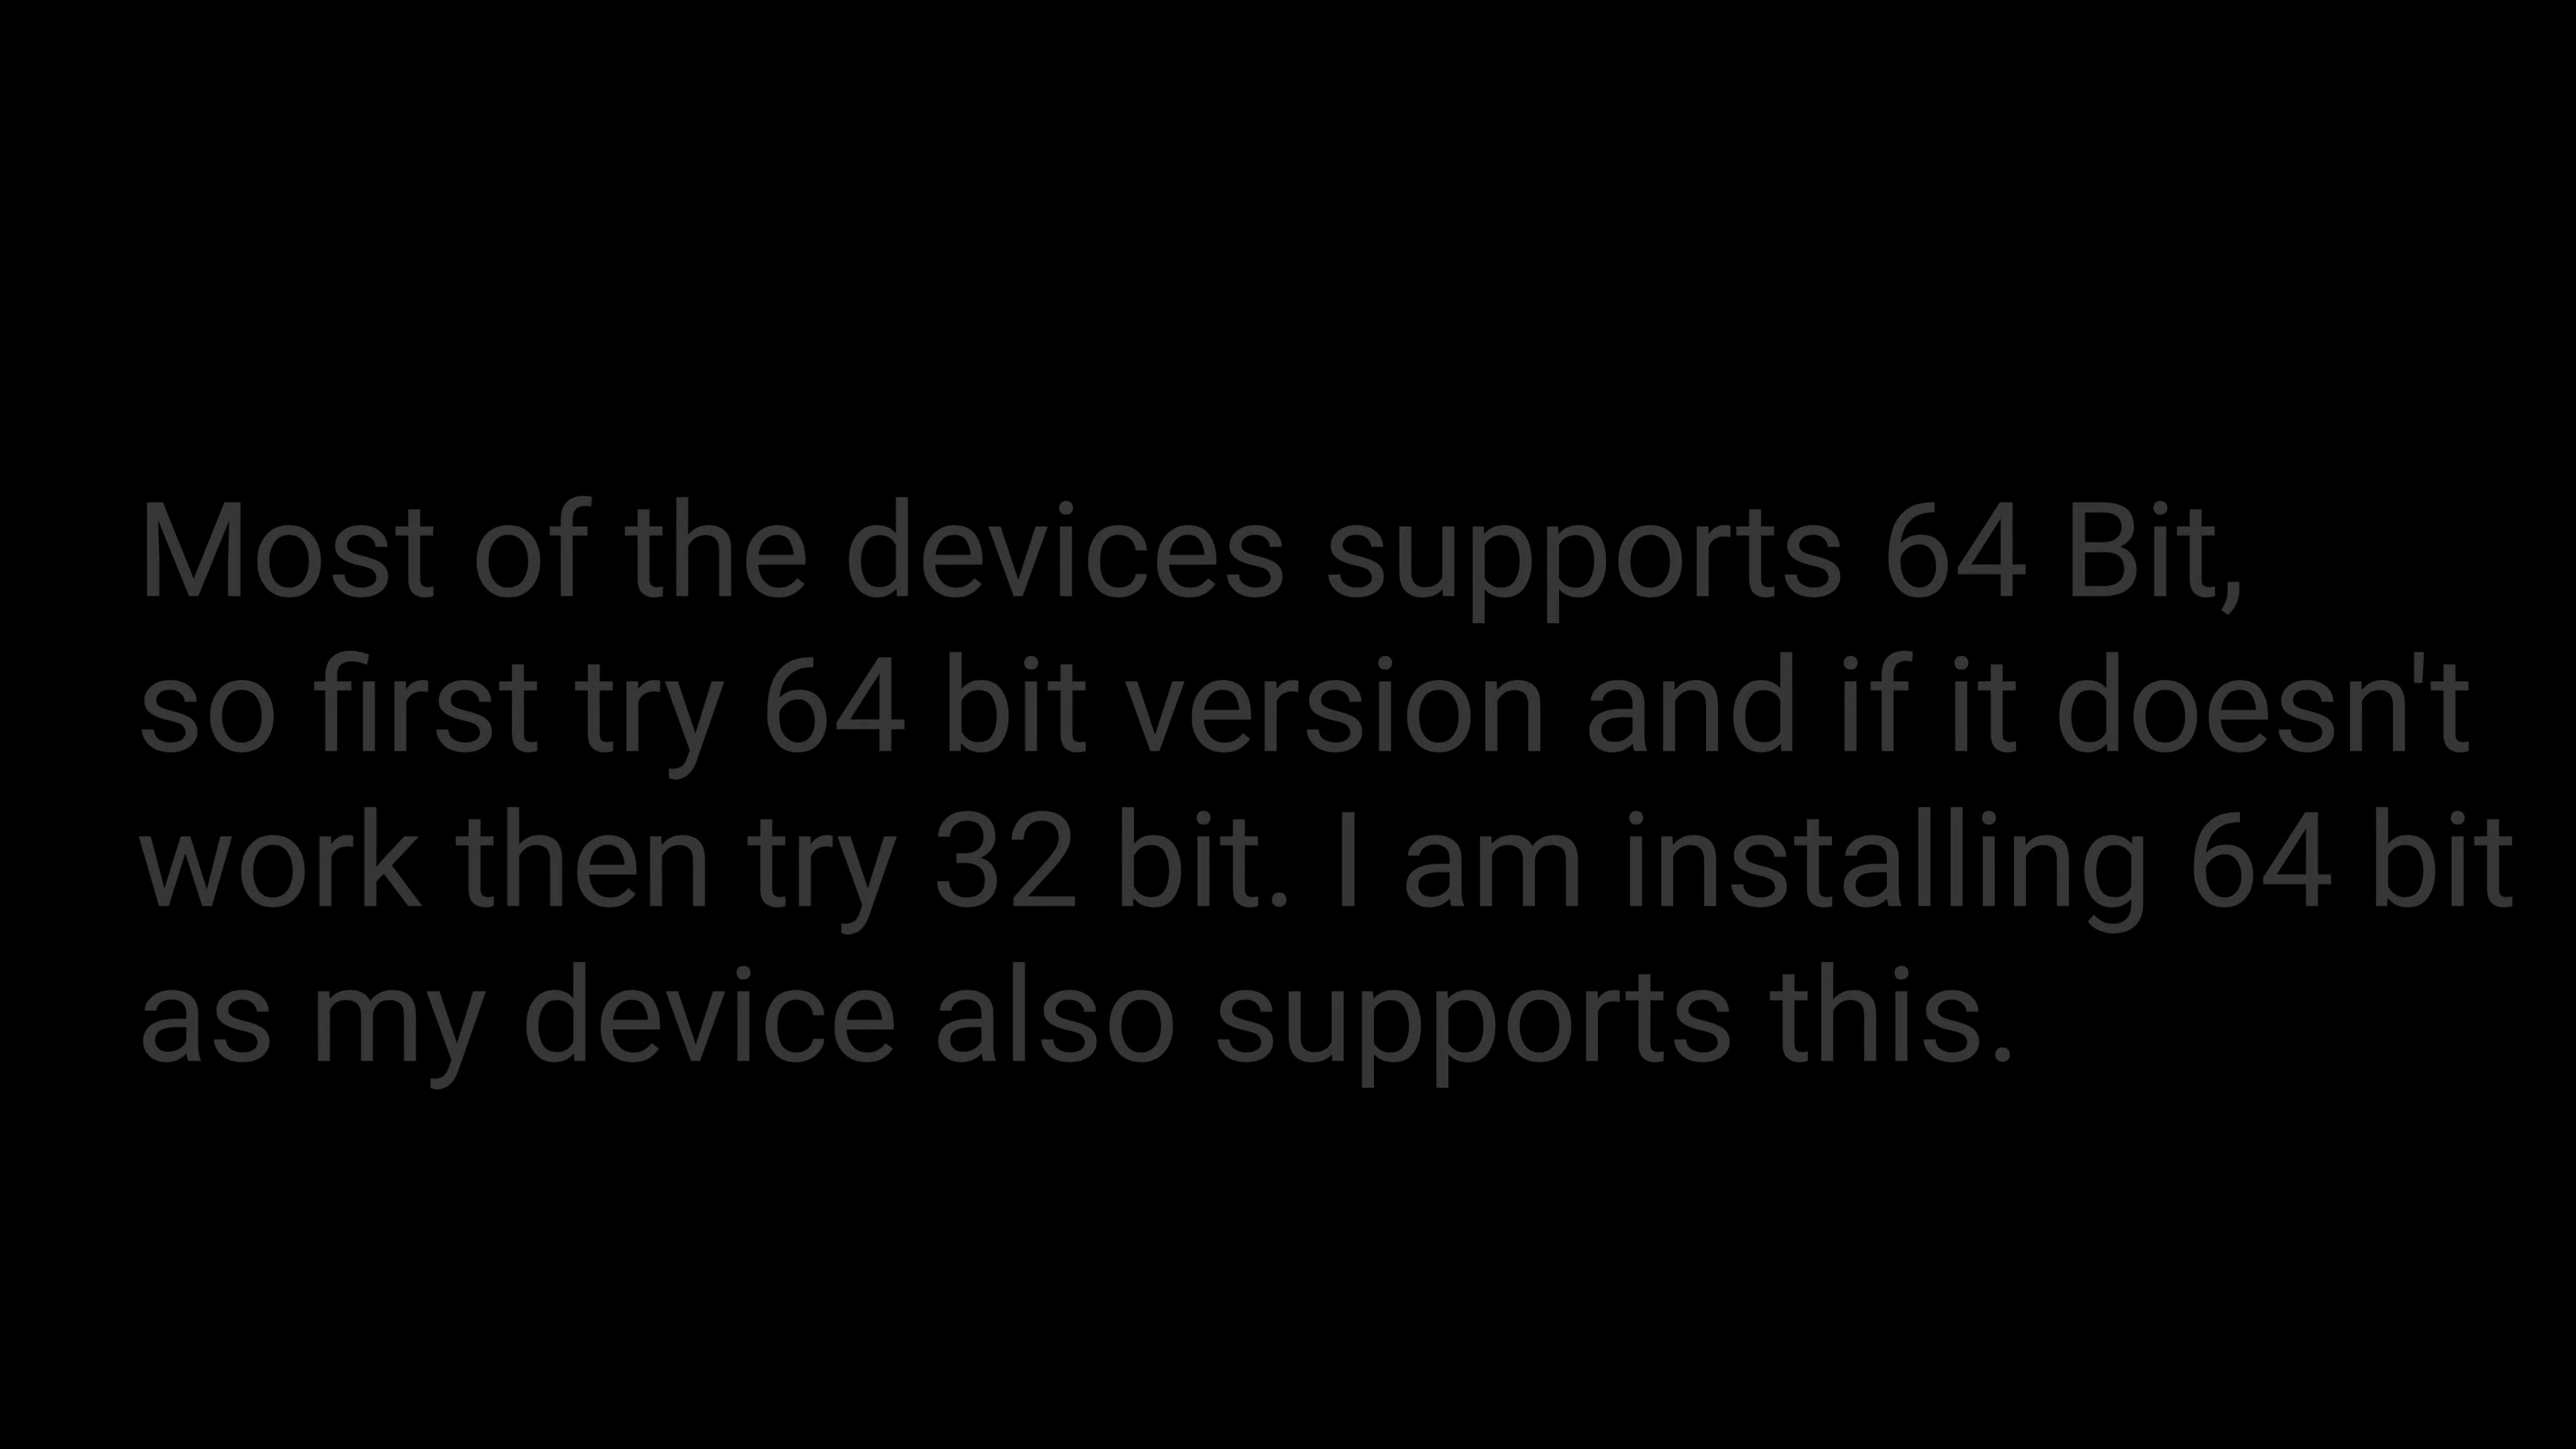 Most of the devices supports 64 Bit,
so first try 64 bit version and if it doesn't
work then try 32 bit. I am installing 64 bit
as my device also supports this.